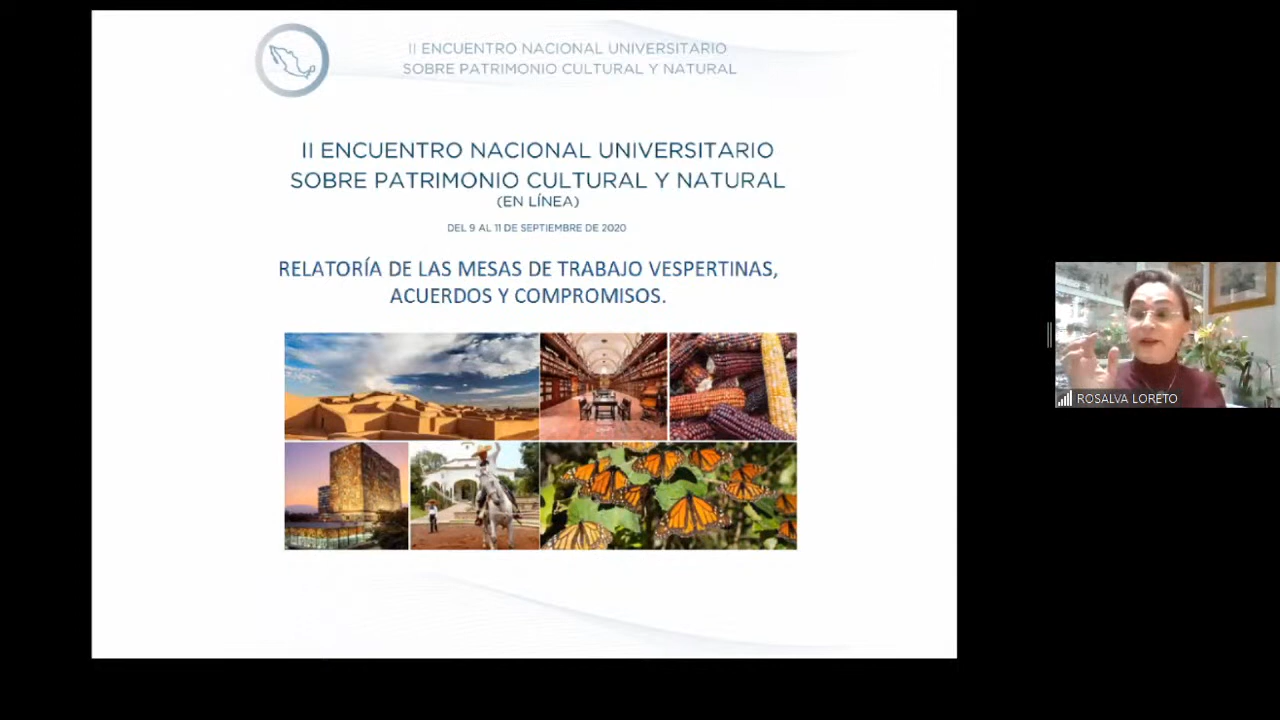 II ENCUENTRO NACIONAL UNIVERSITARIO
SOBRE PATRIMONIO CULTURAL Y NATURAL
II ENCUENTRO NACIONAL UNIVERSITARIO
SOBRE PATRIMONIO CULTURAL Y NATURAL
(EN LÍNEA)
DEL 9 AL 11 DE SEPTIEMBRE DE 2020
RELATORÍA DE LAS MESAS DE TRABAJO VESPERTINAS,
ACUERDOS Y COMPROMISOS.
ROSALVA LORETO